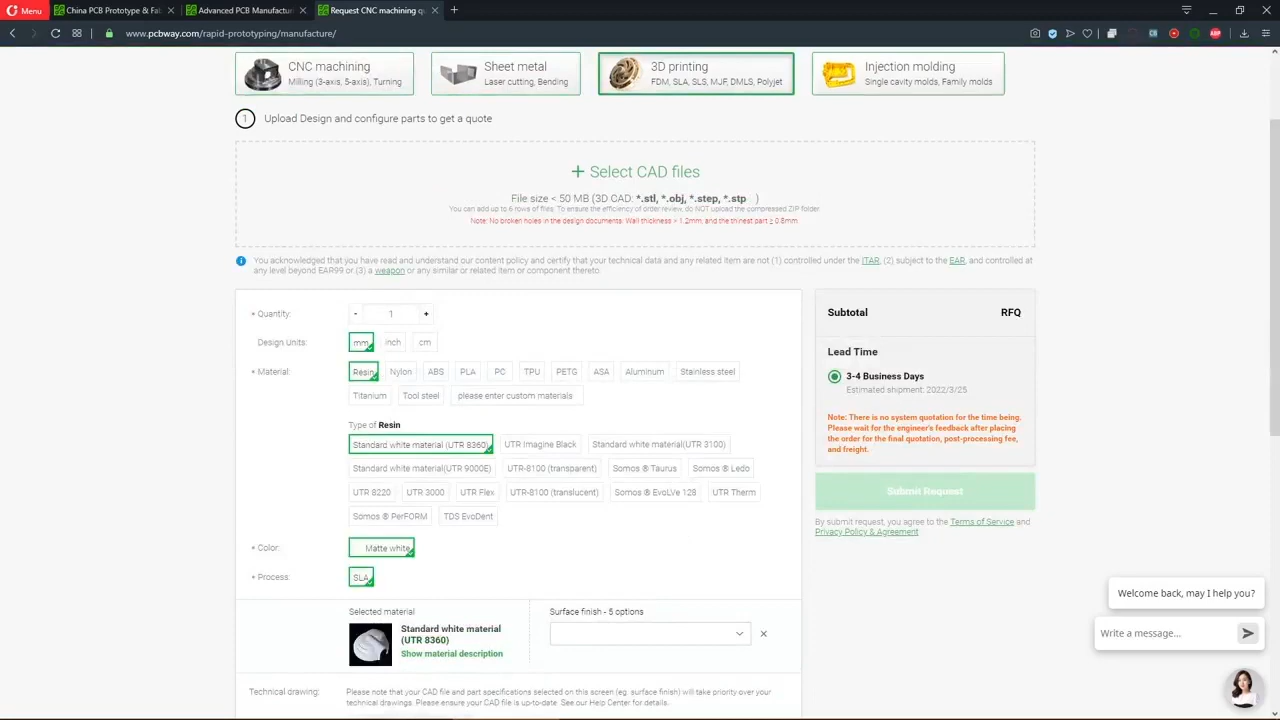 Menu
China PCB Prototype & Fab
Advanced PCB Manufactur
Request CNC machining qu
www.pcbway.com/rapid-prototyping/manufacture/
CNC machining
Milling (3-axis, 5-axis), Turning
Sheet metal
Laser cutting, Bending
3D printing
FDM, SLA, SLS, MJF, DMLS, Polyjet
Injection molding
Single cavity molds, Family molds
1 Upload Design and configure parts to get a quote
+ Select CAD files
File size < 50 MB (3D CAD: *.stl, *.obj, *.step, *.stp )
You can add up to 6 rows of files. To ensure the efficiency of order review, do NOT upload the compressed ZIP folder.
Note: No broken holes in the design documents. Wall thickness > 1.2mm, and the thinest part ≥ 0.8mm
You acknowledged that you have read and understand our content policy and certify that your technical data and any related item are not (1) controlled under the ITAR, (2) subject to the EAR, and controlled at
any level beyond EAR99 or (3) a weapon or any similar or related item or component thereto.
* Quantity: - 1 +
Design Units: mm inch cm
* Material: Resin Nylon ABS PLA PC TPU PETG ASA Aluminum Stainless steel
Titanium Tool steel please enter custom materials
Type of Resin
Standard white material (UTR 8360) UTR Imagine Black Standard white material(UTR 3100)
Standard white material(UTR 9000E) UTR-8100 (transparent) Somos ® Taurus Somos ® Ledo
UTR 8220 UTR 3000 UTR Flex UTR-8100 (translucent) Somos ® EvoLVe 128 UTR Therm
Somos ® PerFORM TDS EvoDent
* Color: Matte white
* Process: SLA
Selected material
Standard white material
(UTR 8360)
Show material description
Surface finish - 5 options
Technical drawing: Please note that your CAD file and part specifications selected on this screen (eg. surface finish) will take priority over your
technical drawings. Please ensure your CAD file is up-to-date. See our Help Center for details.
Subtotal RFQ
Lead Time
3-4 Business Days
Estimated shipment: 2022/3/25
Note: There is no system quotation for the time being.
Please wait for the engineer's feedback after placing
the order for the final quotation, post-processing fee,
and freight.
Submit Request
By submit request, you agree to the Terms of Service and
Privacy Policy & Agreement
Welcome back, may I help you?
Write a message...